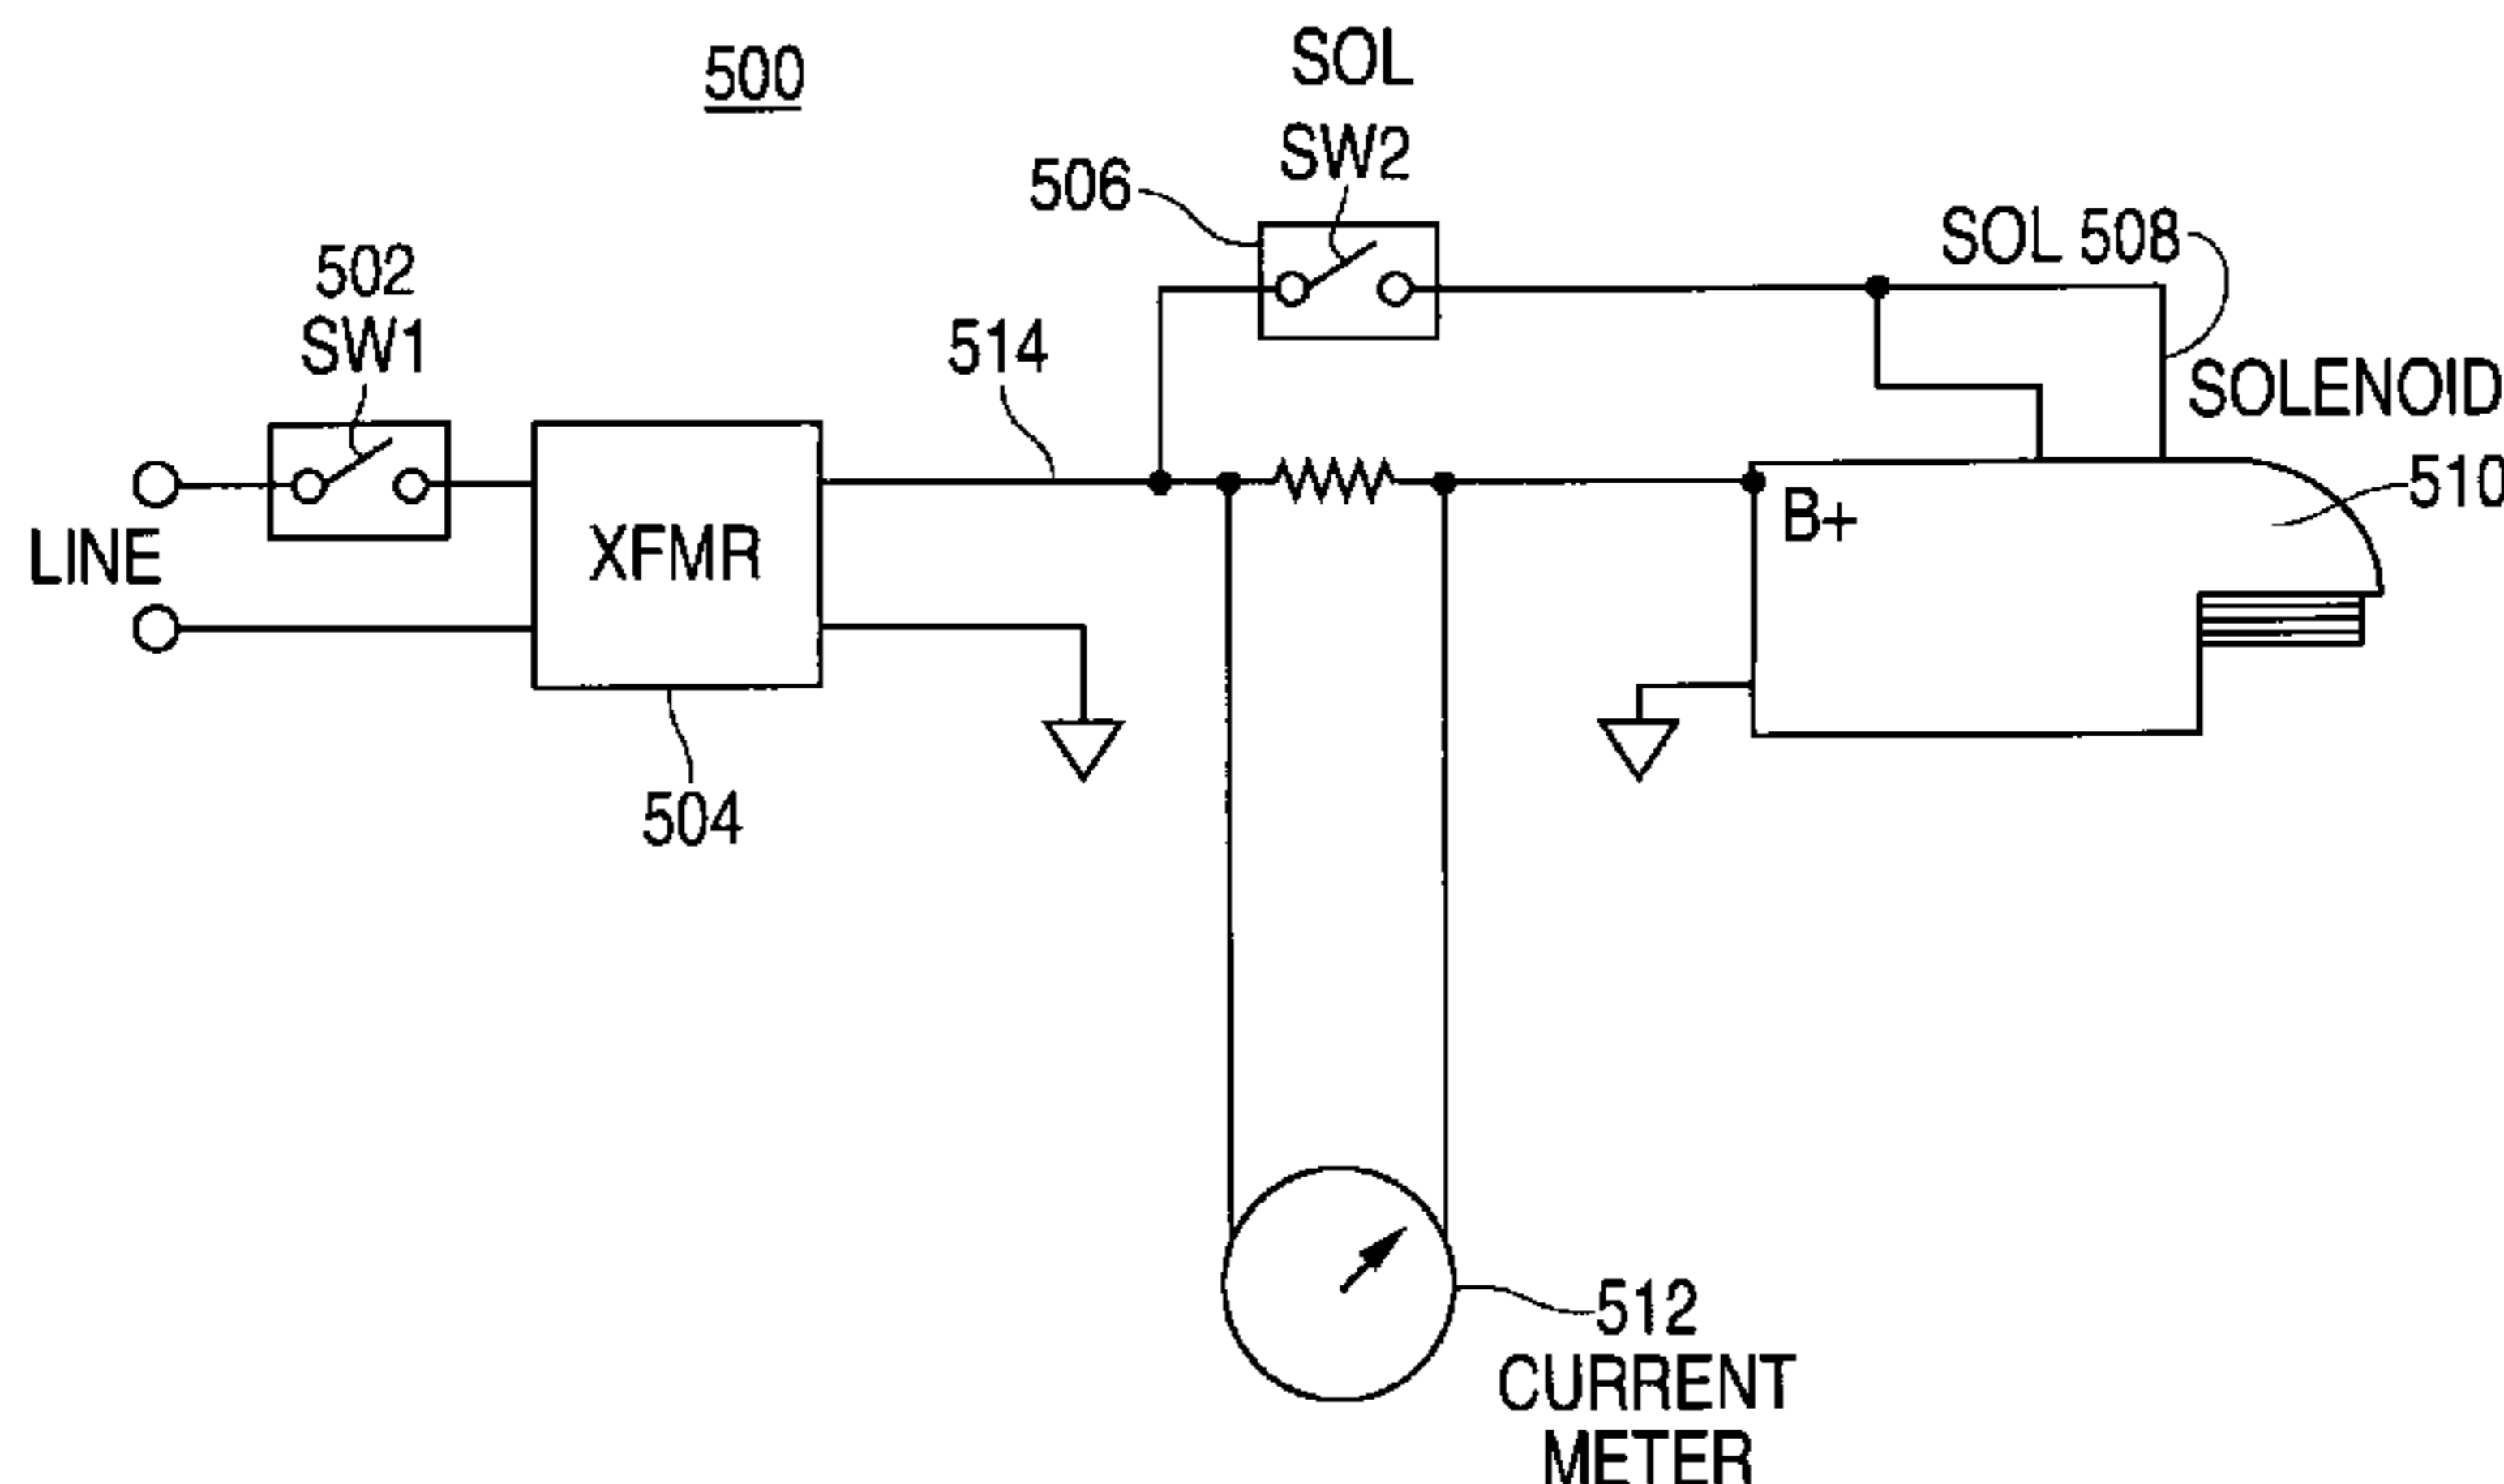 500
SOL
SW2
506
502
SW1
514
SOL 508
SOLENOID
510
B+
LINE
XFMR
504
512
CURRENT
METER